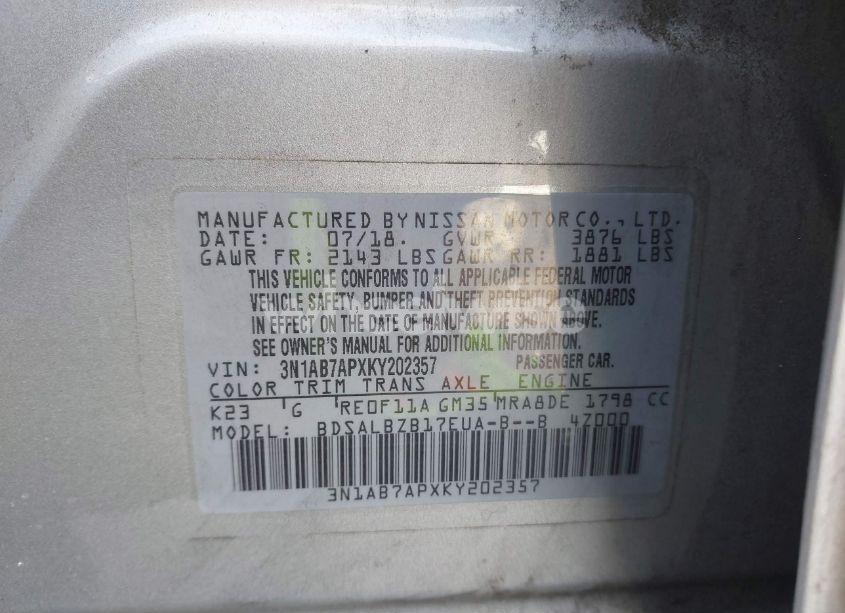 MANUFACTURED BY NISSAN MOTOR CO., LTD.
DATE: 07/18. GVWR: 3876 LBS
GAWR FR: 2143 LBS GAWR RR: 1881 LBS
THIS VEHICLE CONFORMS TO ALL APPLICABLE FEDERAL MOTOR
VEHICLE SAFETY, BUMPER AND THEFT PREVENTION STANDARDS
IN EFFECT ON THE DATE OF MANUFACTURE SHOWN ABOVE.
SEE OWNER'S MANUAL FOR ADDITIONAL INFORMATION.
VIN: 3N1AB7APXKY202357 PASSENGER CAR.
COLOR TRIM TRANS AXLE ENGINE
K23 G RE0F11A GM35 MRA8DE 1798 CC
MODEL: BDSALBZB17EUA-B--B 4Z000
3N1AB7APXKY202357